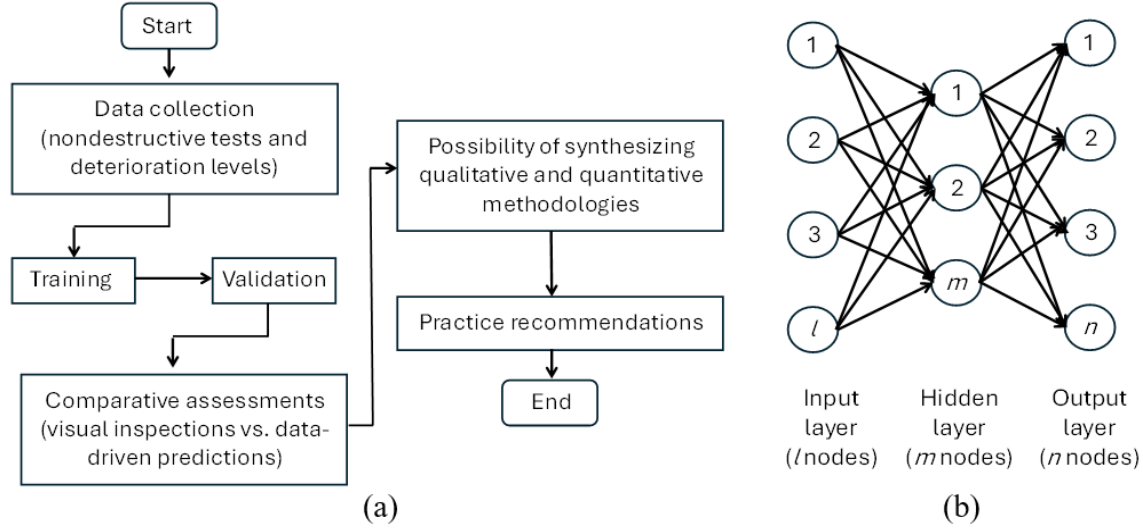 Start
Data collection
(nondestructive tests and
deterioration levels)
Training
Validation
Comparative assessments
(visual inspections vs. data-
driven predictions)
Possibility of synthesizing
qualitative and quantitative
methodologies
Practice recommendations
End
(a)
1
2
3
l
1
2
m
1
2
3
n
Input
layer
(l nodes)
Hidden
layer
(m nodes)
Output
layer
(n nodes)
(b)